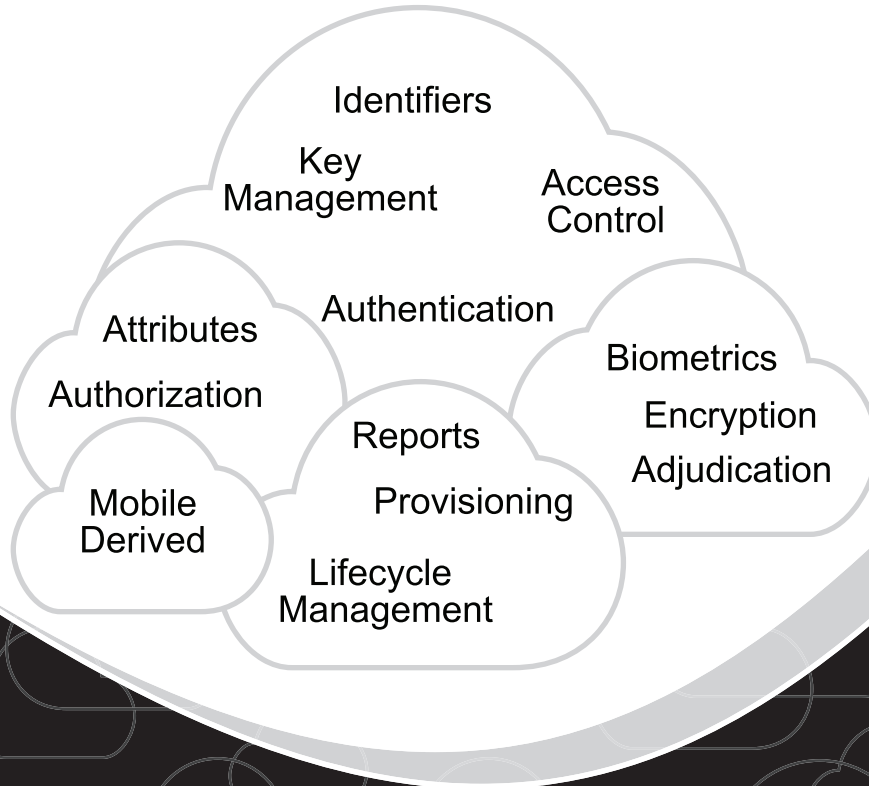 Identifiers
Key
Management
Access
Control
Authentication
Attributes
Authorization
Biometrics
Encryption
Adjudication
Reports
Provisioning
Lifecycle
Management
Mobile
Derived